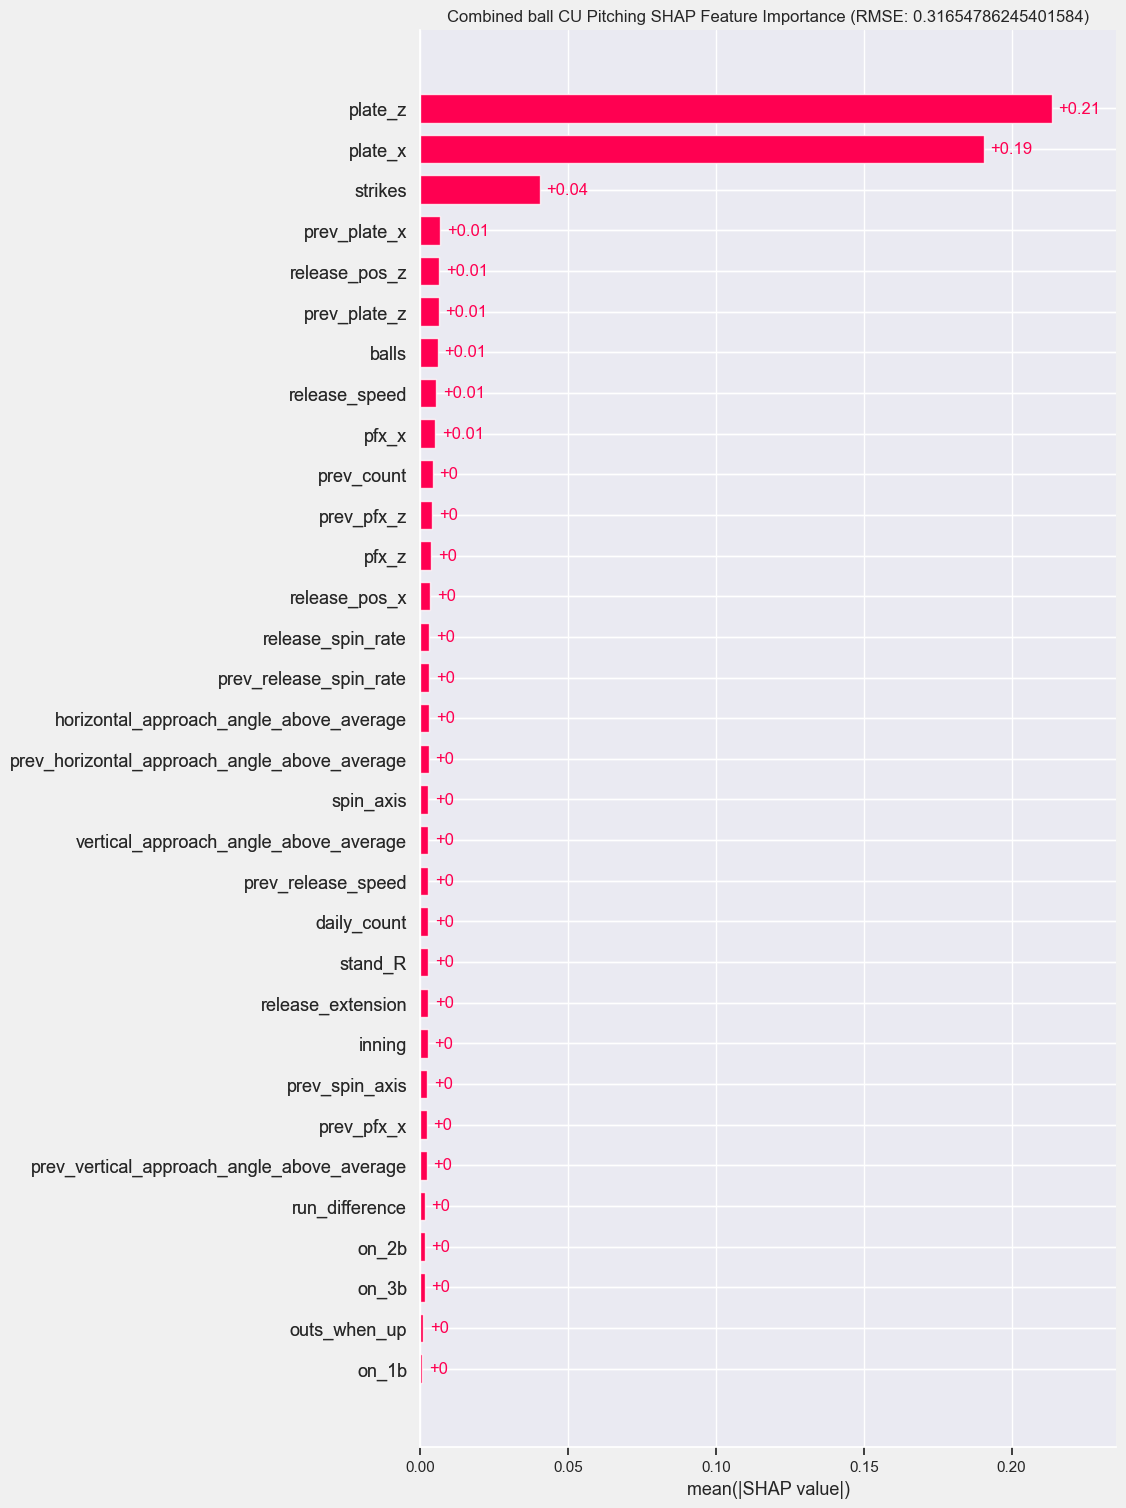 Combined ball CU Pitching SHAP Feature Importance (RMSE: 0.31654786245401584)
plate_z +0.21
plate_x +0.19
strikes +0.04
prev_plate_x +0.01
release_pos_z +0.01
prev_plate_z +0.01
balls +0.01
release_speed +0.01
pfx_x +0.01
prev_count +0
prev_pfx_z +0
pfx_z +0
release_pos_x +0
release_spin_rate +0
prev_release_spin_rate +0
horizontal_approach_angle_above_average +0
prev_horizontal_approach_angle_above_average +0
spin_axis +0
vertical_approach_angle_above_average +0
prev_release_speed +0
daily_count +0
stand_R +0
release_extension +0
inning +0
prev_spin_axis +0
prev_pfx_x +0
prev_vertical_approach_angle_above_average +0
run_difference +0
on_2b +0
on_3b +0
outs_when_up +0
on_1b +0
0.00 0.05 0.10 0.15 0.20
mean(|SHAP value|)